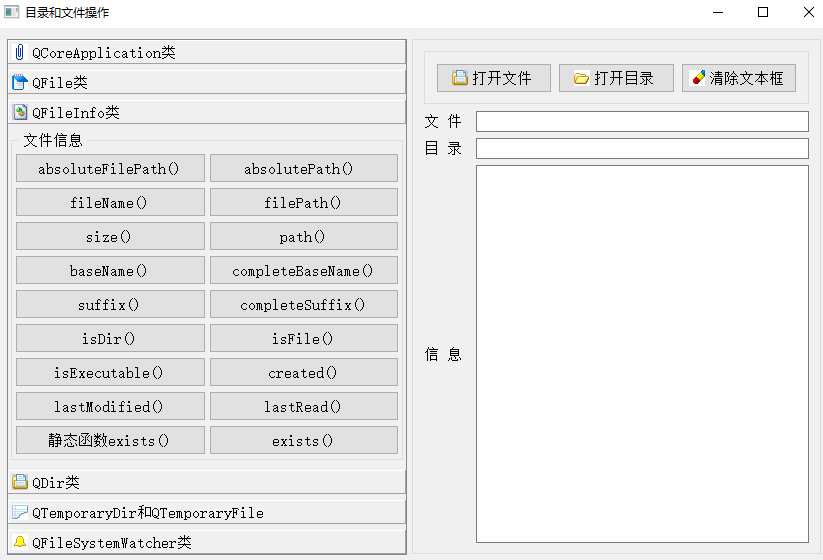 目录和文件操作
QCoreApplication类
QFile类
QFileInfo类
文件信息
absoluteFilePath() absolutePath()
fileName() filePath()
size() path()
baseName() completeBaseName()
suffix() completeSuffix()
isDir() isFile()
isExecutable() created()
lastModified() lastRead()
静态函数exists() exists()
QDir类
QTemporaryDir和QTemporaryFile
QFileSystemWatcher类
打开文件 打开目录 清除文本框
文 件
目 录
信 息